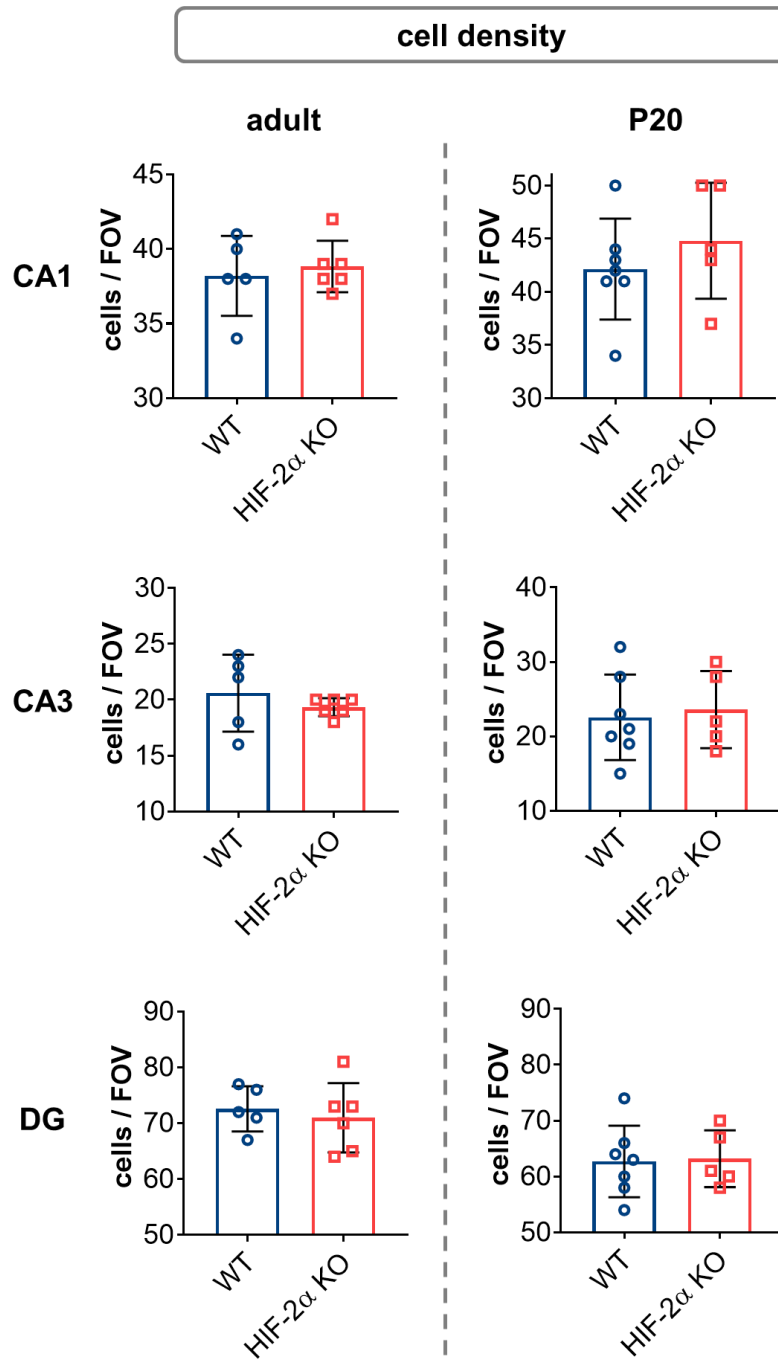 cell density
adult
P20
CA1
cells / FOV
45
40
35
30
WT
HIF-2α KO
cells / FOV
50
45
40
35
30
WT
HIF-2α KO
CA3
cells / FOV
30
25
20
15
10
WT
HIF-2α KO
cells / FOV
40
30
20
10
WT
HIF-2α KO
DG
cells / FOV
90
80
70
60
50
WT
HIF-2α KO
cells / FOV
90
80
70
60
50
WT
HIF-2α KO